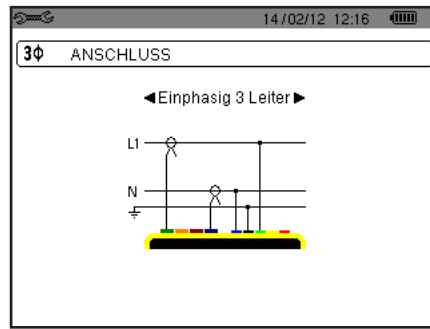 14/02/12 12:16
3Φ ANSCHLUSS
◄Einphasig 3 Leiter►
L1
N